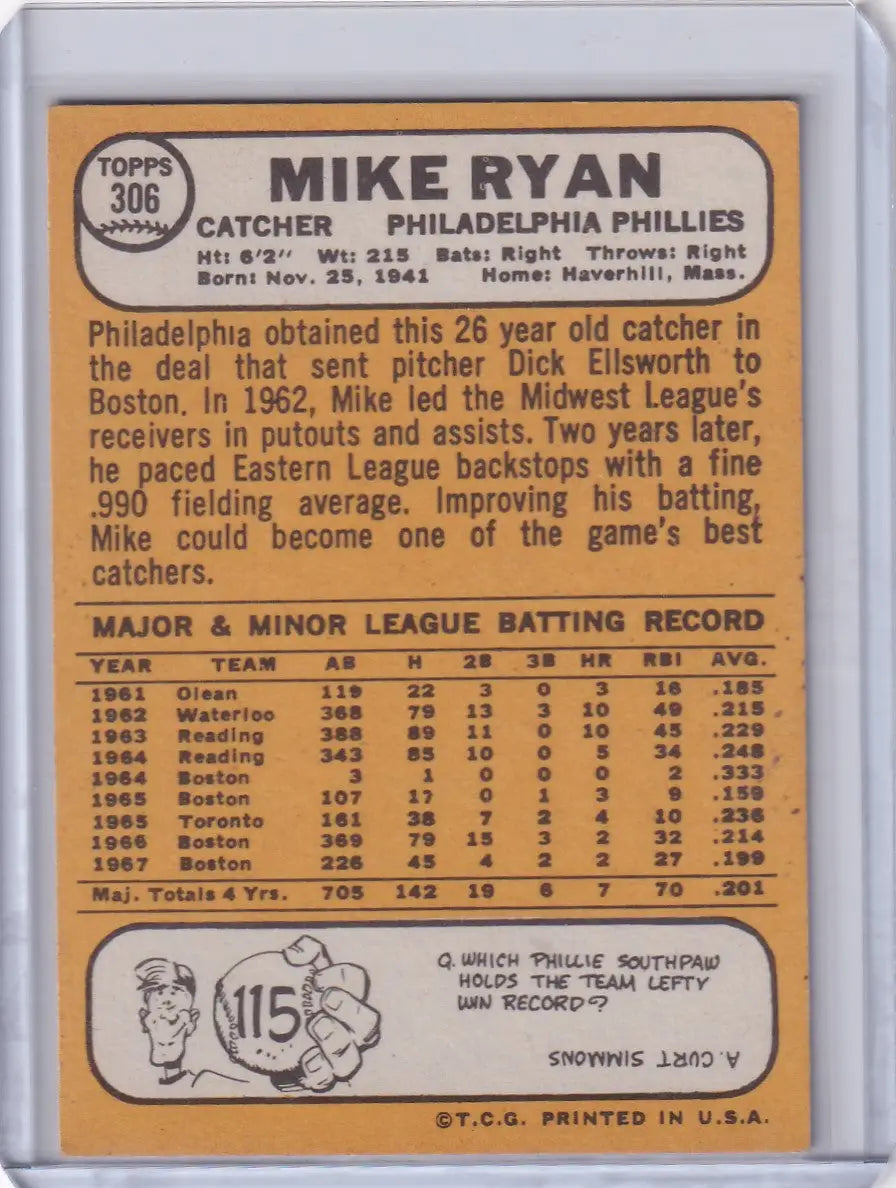 TOPPS
306
MIKE RYAN
CATCHER PHILADELPHIA PHILLIES
Ht: 6'2" Wt: 215 Bats: Right Throws: Right
Born: Nov. 25, 1941 Home: Haverhill, Mass.
Philadelphia obtained this 26 year old catcher in
the deal that sent pitcher Dick Ellsworth to
Boston. In 1962, Mike led the Midwest League's
receivers in putouts and assists. Two years later,
he paced Eastern League backstops with a fine
.990 fielding average. Improving his batting,
Mike could become one of the game's best
catchers.
MAJOR & MINOR LEAGUE BATTING RECORD
YEAR TEAM AB H 2B 3B HR RBI AVG.
1961 Olean 119 22 3 0 3 16 .185
1962 Waterloo 368 79 13 3 10 49 .215
1963 Reading 388 89 11 0 10 45 .229
1964 Reading 343 85 10 0 5 34 .248
1964 Boston 3 1 0 0 0 2 .333
1965 Boston 107 17 0 1 3 9 .159
1965 Toronto 161 38 7 2 4 10 .236
1966 Boston 369 79 15 3 2 32 .214
1967 Boston 226 45 4 2 2 27 .199
Maj. Totals 4 Yrs. 705 142 19 6 7 70 .201
115
Q. WHICH PHILLIE SOUTHPAW
HOLDS THE TEAM LEFTY
WIN RECORD?
A. CURT SIMMONS
©T.C.G. PRINTED IN U.S.A.